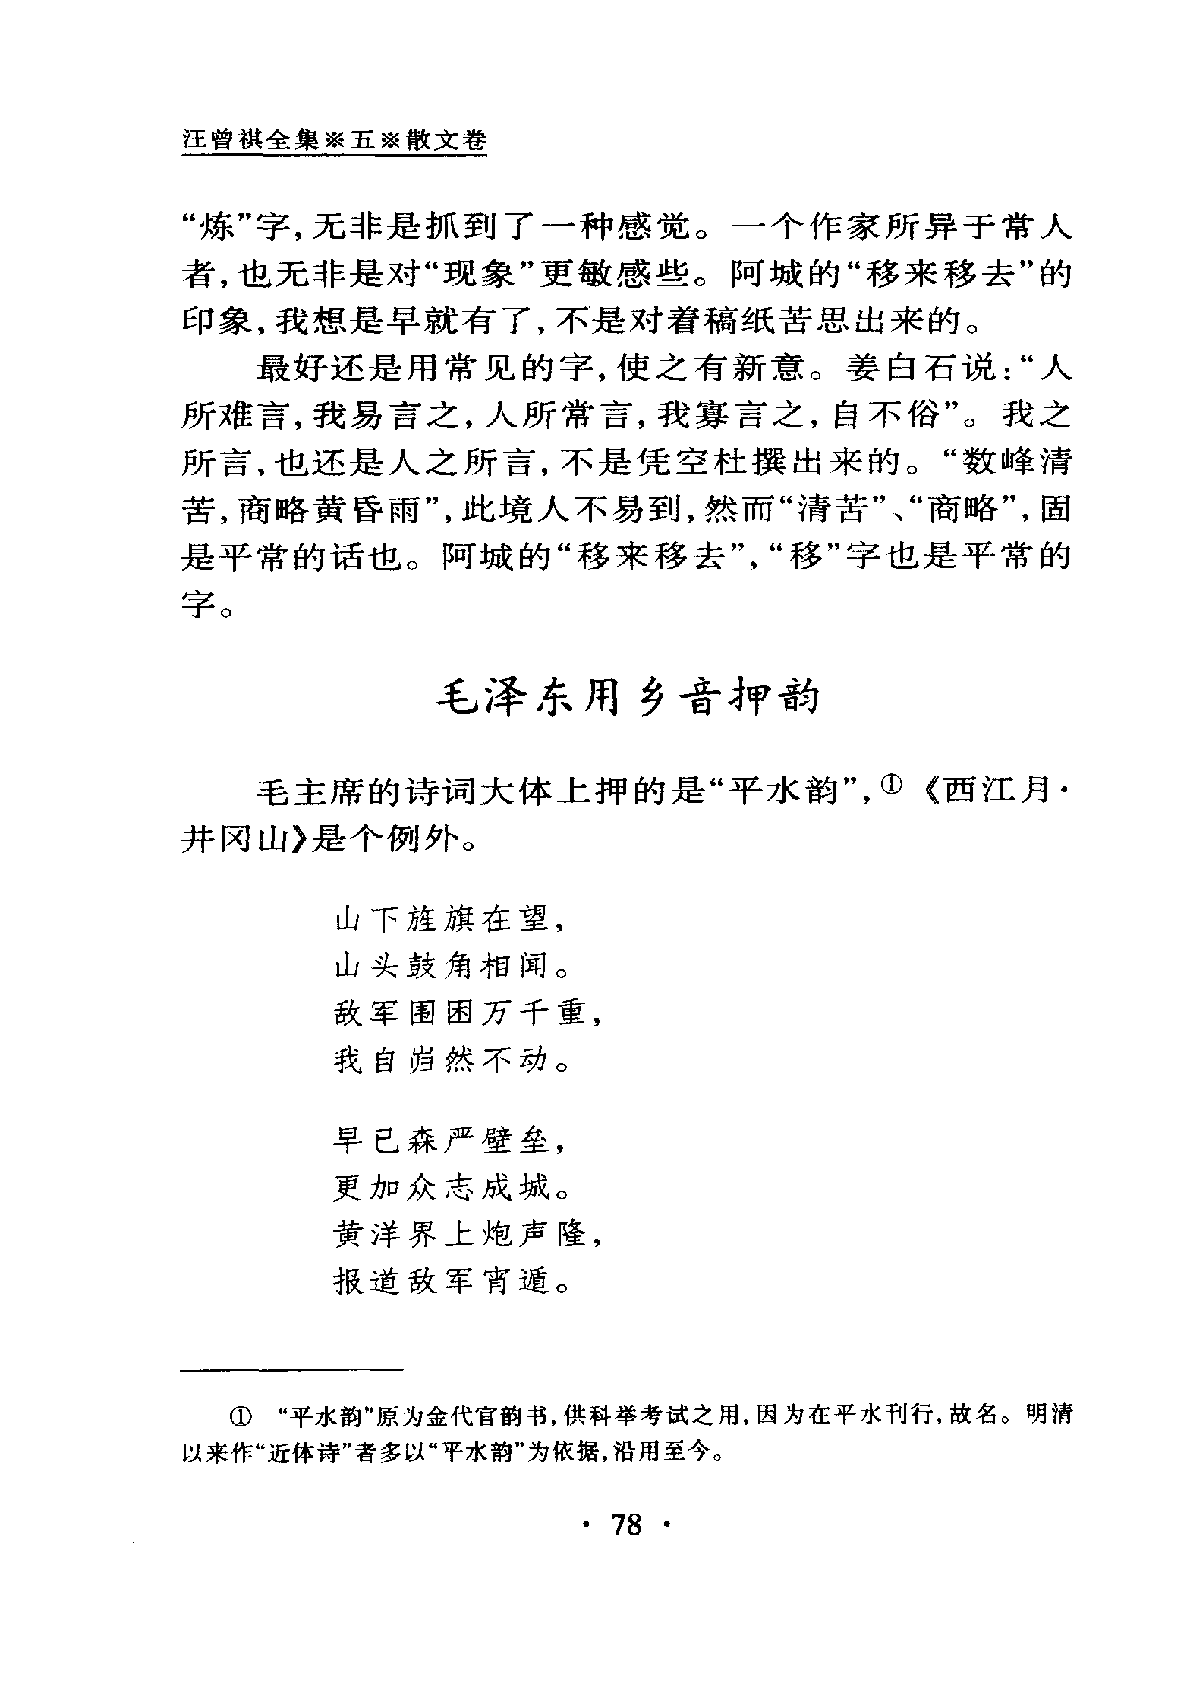 汪曾祺全集※五※散文卷
“炼”字,无非是抓到了一种感觉。一个作家所异于常人
者,也无非是对“现象”更敏感些。阿城的“移来移去”的
印象,我想是早就有了,不是对着稿纸苦思出来的。
最好还是用常见的字,使之有新意。姜白石说:“人
所难言,我易言之,人所常言,我寡言之,自不俗”。我之
所言,也还是人之所言,不是凭空杜撰出来的。“数峰清
苦,商略黄昏雨”,此境人不易到,然而“清苦”、“商略”,固
是平常的话也。阿城的“移来移去”,“移”字也是平常的
字。
毛泽东用乡音押韵
毛主席的诗词大体上押的是“平水韵”,①《西江月·
井冈山》是个例外。
山下旌旗在望,
山头鼓角相闻。
敌军围困万千重,
我自岿然不动。
早已森严壁垒,
更加众志成城。
黄洋界上炮声隆,
报道敌军宵遁。
① “平水韵”原为金代官韵书,供科举考试之用,因为在平水刊行,故名。明清
以来作“近体诗”者多以“平水韵”为依据,沿用至今。
· 78 ·